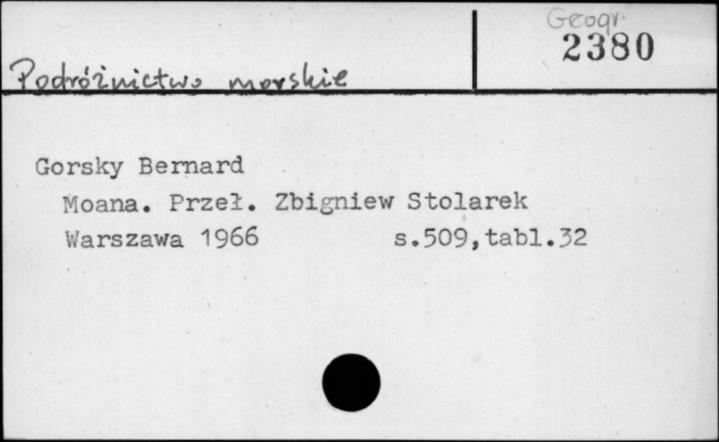 Geogr.
2380
Podróżnictwo morskie
Gorsky Bernard
Moana. Przeł. Zbigniew Stolarek
Warszawa 1966 s.509,tabl.32